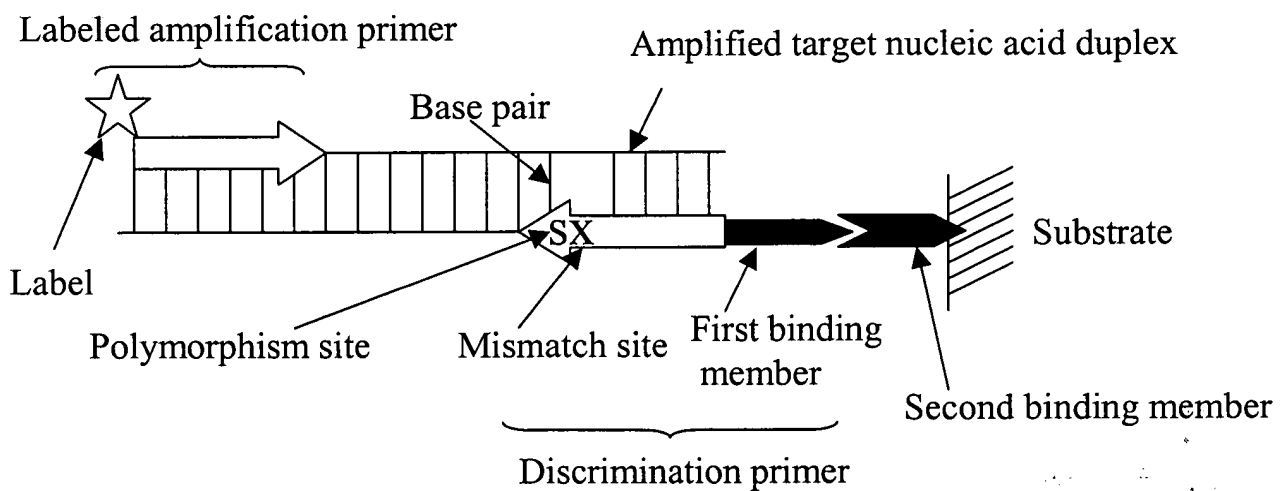 Labeled amplification primer
Amplified target nucleic acid duplex
Base pair
SX
Substrate
Label
Polymorphism site
Mismatch site
First binding
member
Second binding member
Discrimination primer